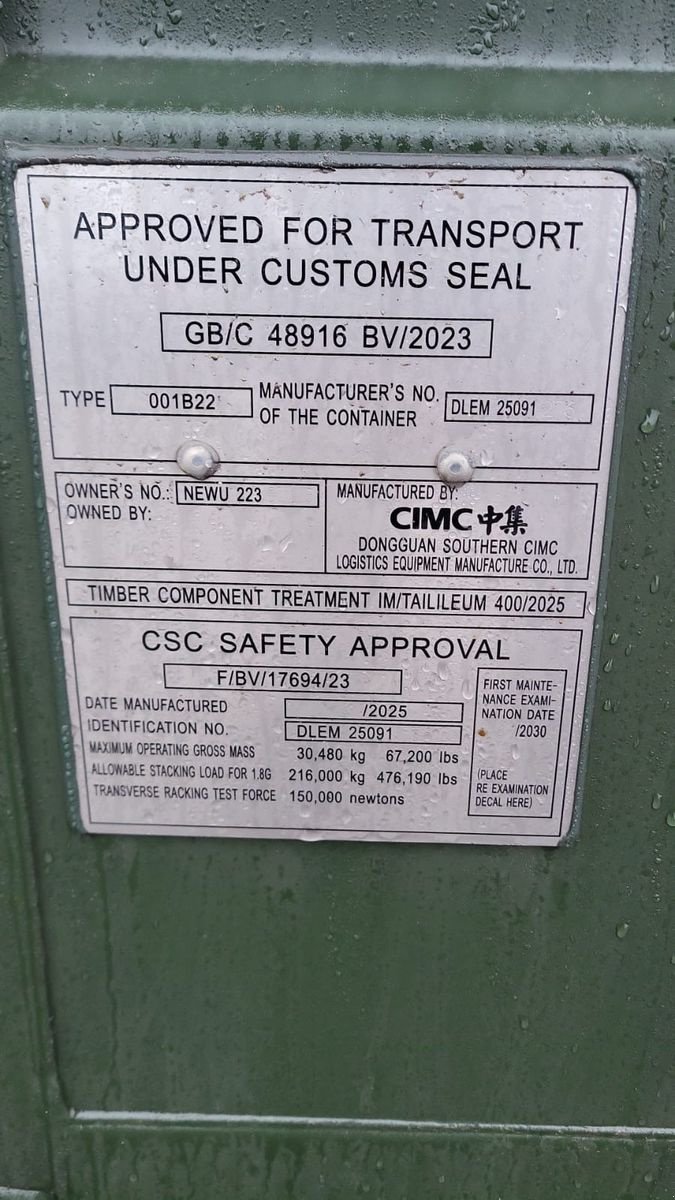 APPROVED FOR TRANSPORT
UNDER CUSTOMS SEAL
GB/C 48916 BV/2023
TYPE 001B22 MANUFACTURER'S NO. OF THE CONTAINER DLEM 25091
OWNER'S NO.: NEWU 223
OWNED BY:
MANUFACTURED BY:
CIMC 中集
DONGGUAN SOUTHERN CIMC
LOGISTICS EQUIPMENT MANUFACTURE CO., LTD.
TIMBER COMPONENT TREATMENT IM/TAILILEUM 400/2025
CSC SAFETY APPROVAL
F/BV/17694/23
DATE MANUFACTURED /2025
IDENTIFICATION NO. DLEM 25091
MAXIMUM OPERATING GROSS MASS 30,480 kg 67,200 lbs
ALLOWABLE STACKING LOAD FOR 1.8G 216,000 kg 476,190 lbs
TRANSVERSE RACKING TEST FORCE 150,000 newtons
FIRST MAINTE-
NANCE EXAMI-
NATION DATE
/2030
(PLACE
RE EXAMINATION
DECAL HERE)